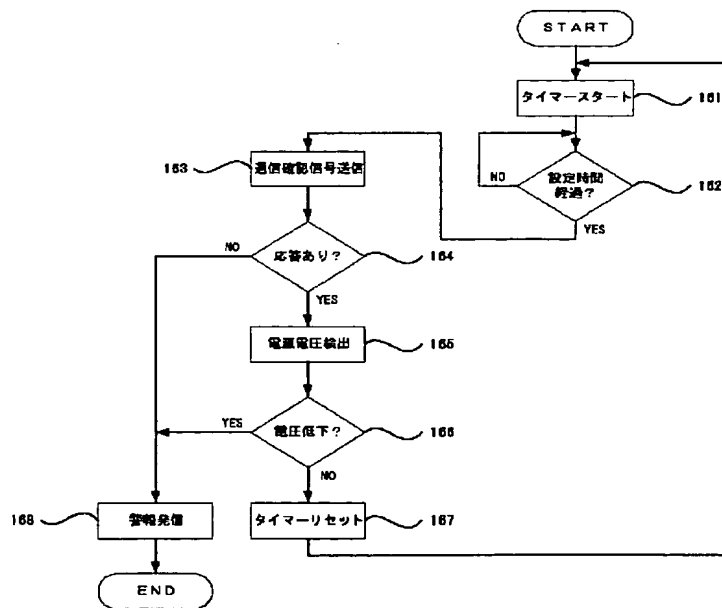 START
タイマースタート
161
設定時間
経過?
162
NO
YES
163
通信確認信号送信
応答あり?
164
NO
YES
電源電圧検出
165
電圧低下?
166
YES
NO
タイマーリセット
167
168
警報発信
END